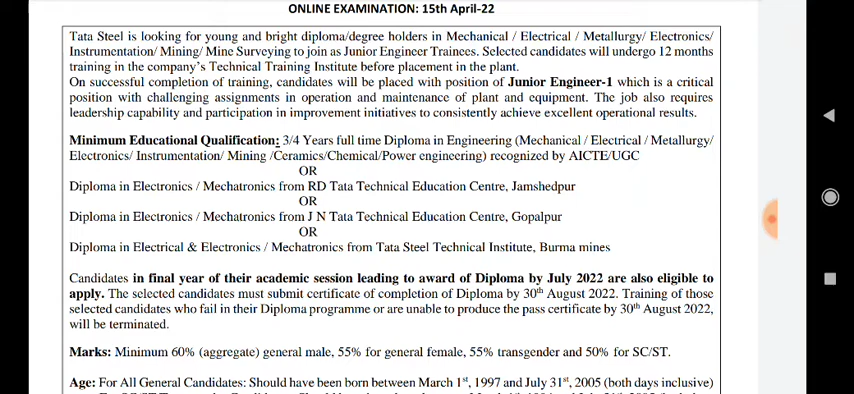 ONLINE EXAMINATION: 15th April-22
Tata Steel is looking for young and bright diploma/degree holders in Mechanical / Electrical / Metallurgy/ Electronics/
Instrumentation/ Mining/ Mine Surveying to join as Junior Engineer Trainees. Selected candidates will undergo 12 months
training in the company's Technical Training Institute before placement in the plant.
On successful completion of training, candidates will be placed with position of Junior Engineer-1 which is a critical
position with challenging assignments in operation and maintenance of plant and equipment. The job also requires
leadership capability and participation in improvement initiatives to consistently achieve excellent operational results.
Minimum Educational Qualification: 3/4 Years full time Diploma in Engineering (Mechanical / Electrical / Metallurgy/
Electronics/ Instrumentation/ Mining /Ceramics/Chemical/Power engineering) recognized by AICTE/UGC
OR
Diploma in Electronics / Mechatronics from RD Tata Technical Education Centre, Jamshedpur
OR
Diploma in Electronics / Mechatronics from J N Tata Technical Education Centre, Gopalpur
OR
Diploma in Electrical & Electronics / Mechatronics from Tata Steel Technical Institute, Burma mines
Candidates in final year of their academic session leading to award of Diploma by July 2022 are also eligible to
apply. The selected candidates must submit certificate of completion of Diploma by 30th August 2022. Training of those
selected candidates who fail in their Diploma programme or are unable to produce the pass certificate by 30th August 2022,
will be terminated.
Marks: Minimum 60% (aggregate) general male, 55% for general female, 55% transgender and 50% for SC/ST.
Age: For All General Candidates: Should have been born between March 1st, 1997 and July 31st, 2005 (both days inclusive)